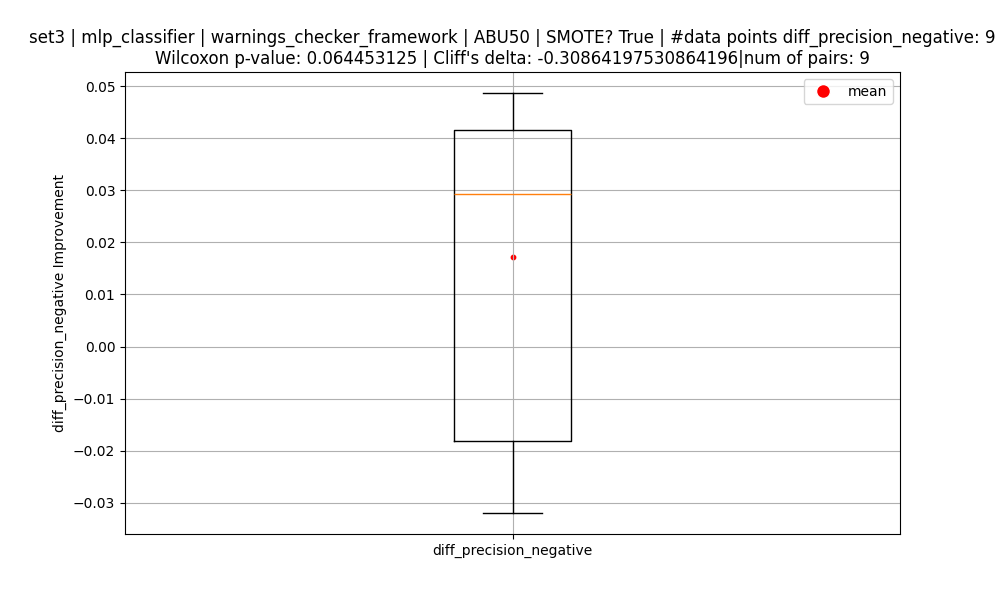 set3 | mlp_classifier | warnings_checker_framework | ABU50 | SMOTE? True | #data points diff_precision_negative: 9
Wilcoxon p-value: 0.064453125 | Cliff's delta: -0.30864197530864196|num of pairs: 9
mean
0.05
0.04
0.03
0.02
0.01
0.00
−0.01
−0.02
−0.03
diff_precision_negative Improvement
diff_precision_negative